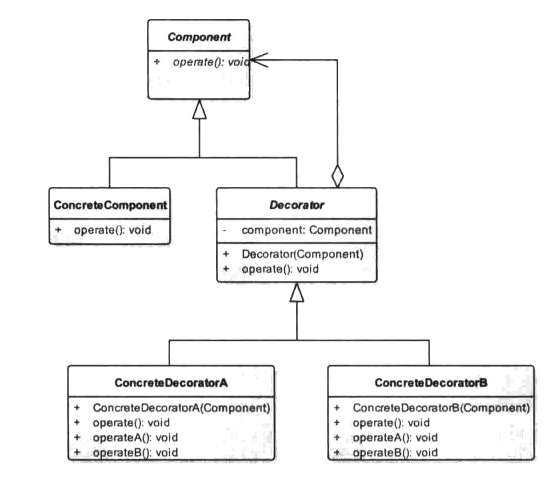 Component
+ operate(): void
ConcreteComponent
+ operate(): void
Decorator
- component: Component
+ Decorator(Component)
+ operate(): void
ConcreteDecoratorA
+ ConcreteDecoratorA(Component)
+ operate(): void
+ operateA(): void
+ operateB(): void
ConcreteDecoratorB
+ ConcreteDecoratorB(Component)
+ operate(): void
+ operateA(): void
+ operateB(): void